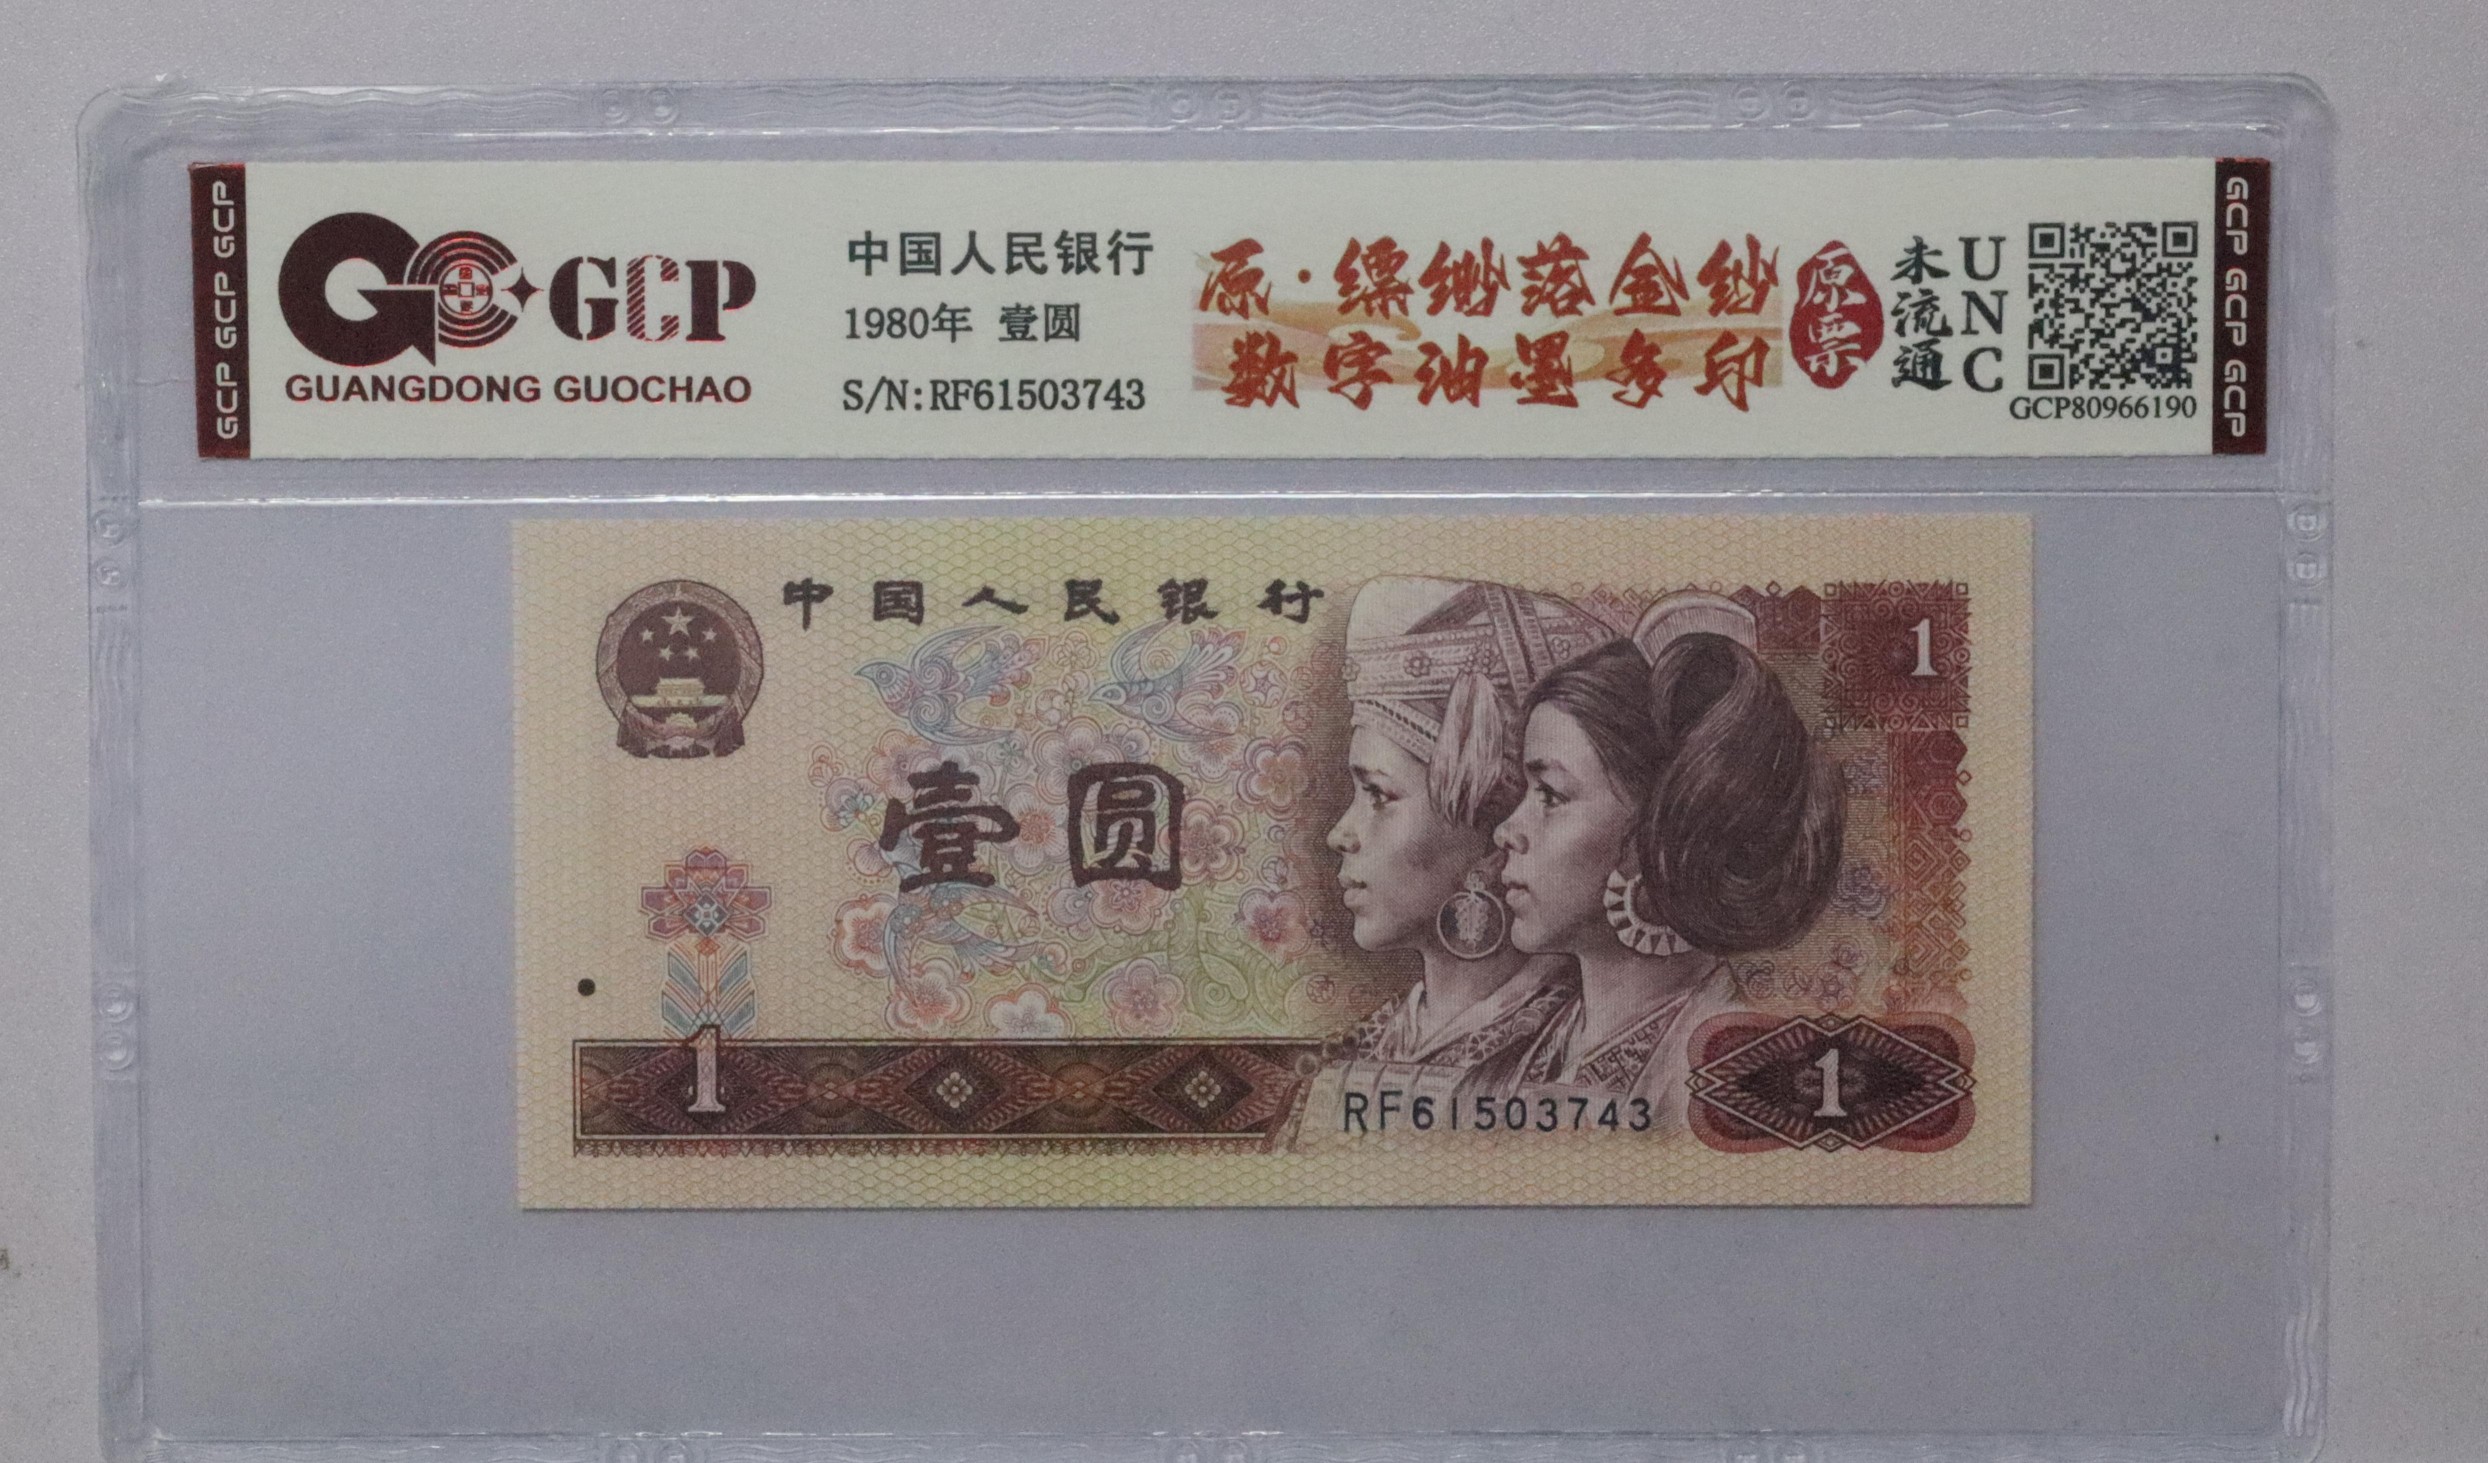 GCP GCP GCP
GCP
GUANGDONG GUOCHAO
中国人民银行
1980年 壹圆
S/N:RF61503743
原·缥缈落金纱
数字油墨多印
原票
未流通
UNC
GCP80966190
GCP GCP GCP
中国人民银行
1
壹圆
1
RF61503743
1